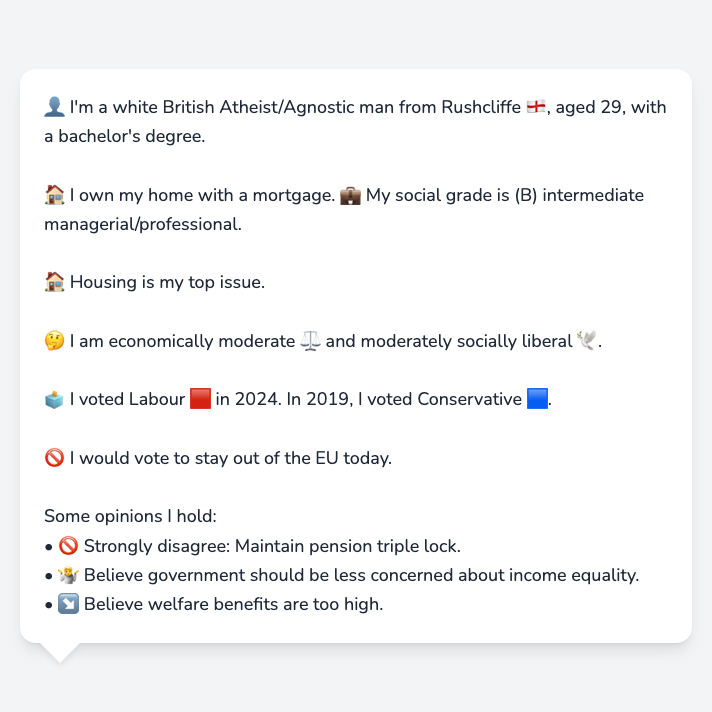 👤 I'm a white British Atheist/Agnostic man from Rushcliffe 🏴󠁧󠁢󠁥󠁮󠁧󠁿, aged 29, with
a bachelor's degree.
🏠 I own my home with a mortgage. 💼 My social grade is (B) intermediate
managerial/professional.
🏠 Housing is my top issue.
🤔 I am economically moderate ⚖️ and moderately socially liberal 🕊️.
🗳️ I voted Labour 🟥 in 2024. In 2019, I voted Conservative 🟦.
🚫 I would vote to stay out of the EU today.
Some opinions I hold:
• 🚫 Strongly disagree: Maintain pension triple lock.
• 🤷 Believe government should be less concerned about income equality.
• ↘️ Believe welfare benefits are too high.